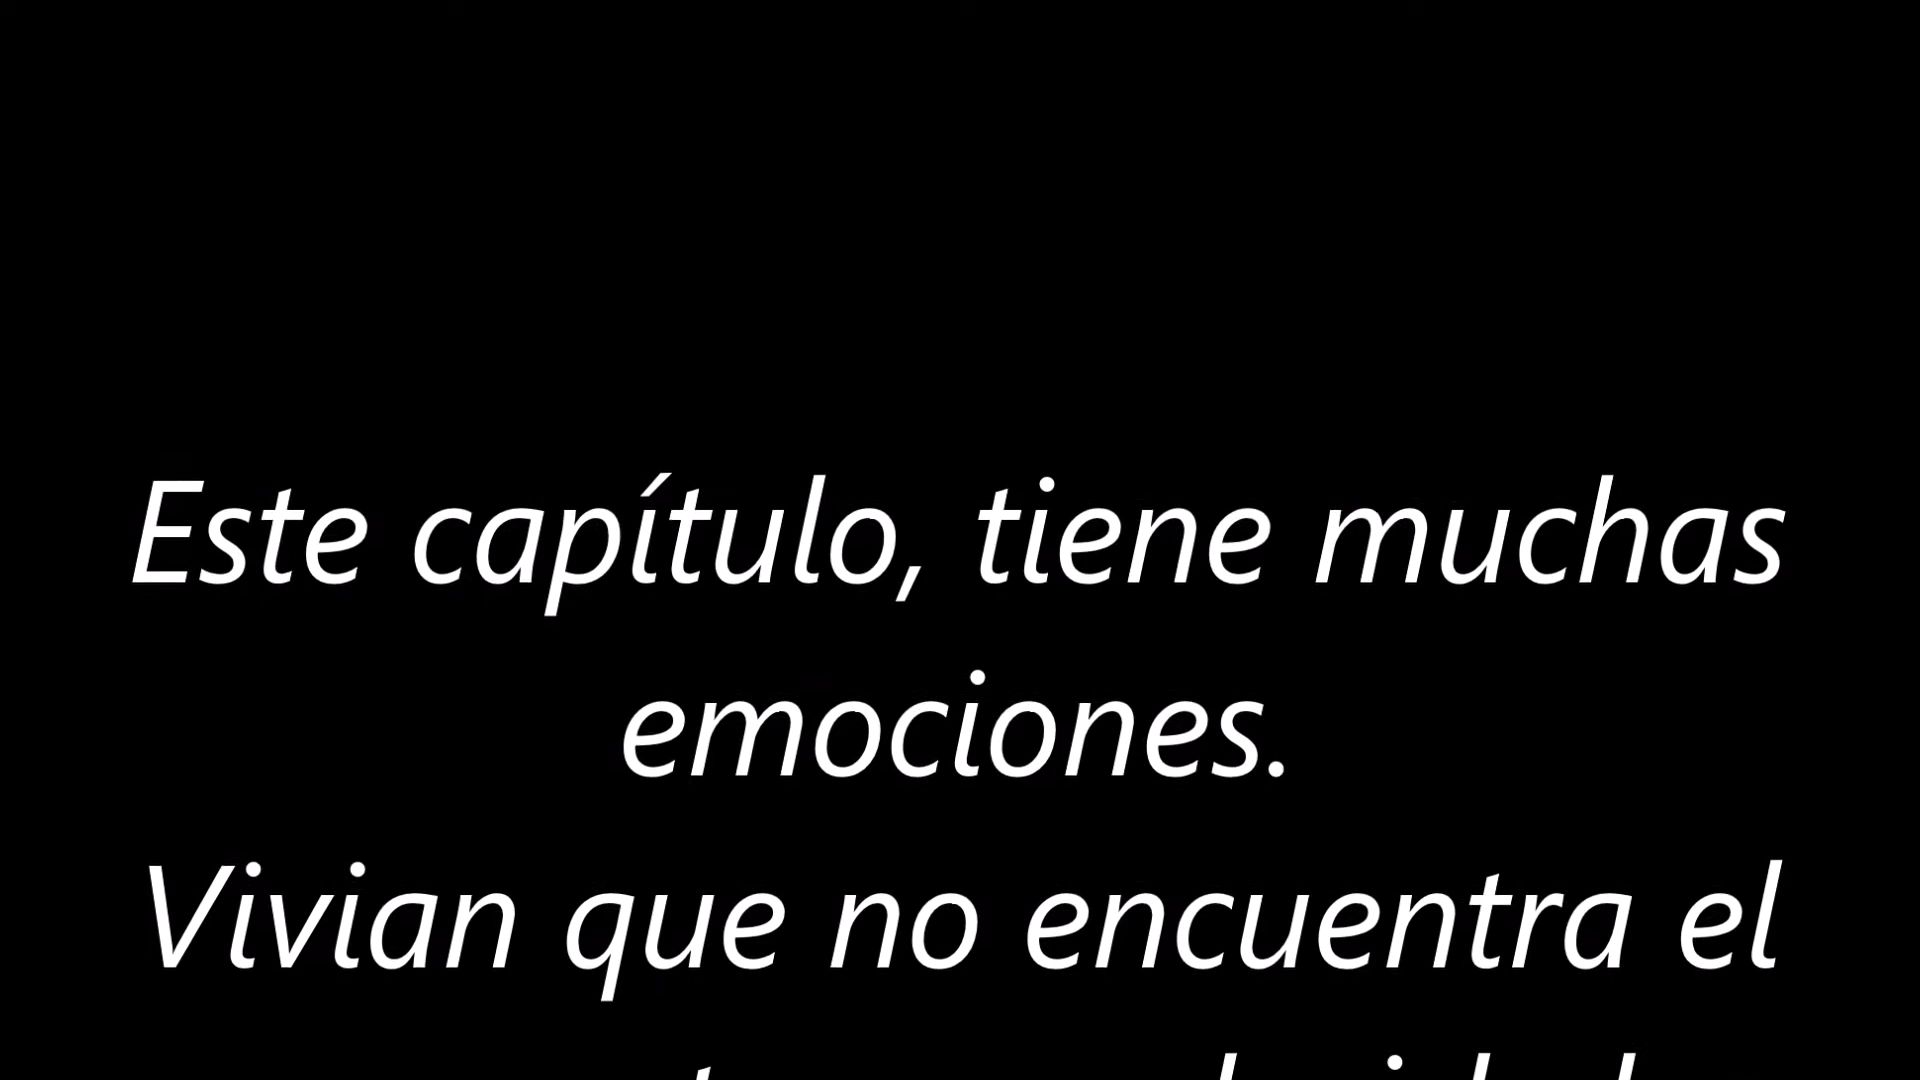 Este capítulo, tiene muchas
emociones.
Vivian que no encuentra el